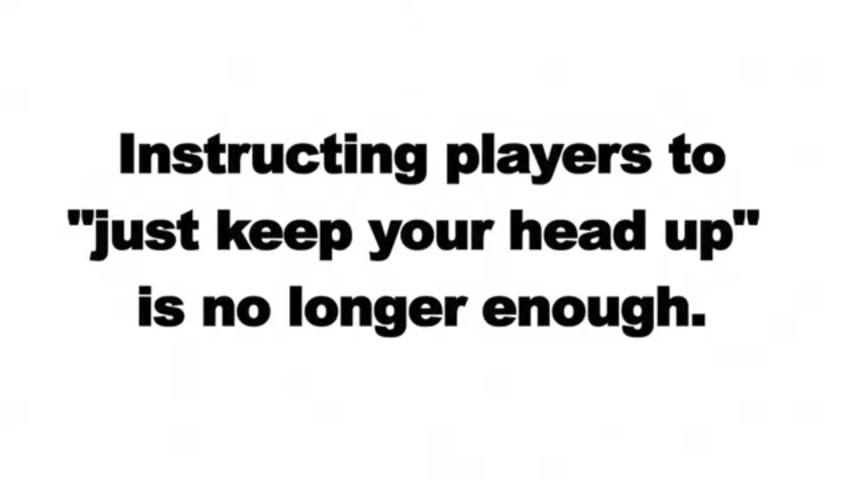 Instructing players to
"just keep your head up"
is no longer enough.